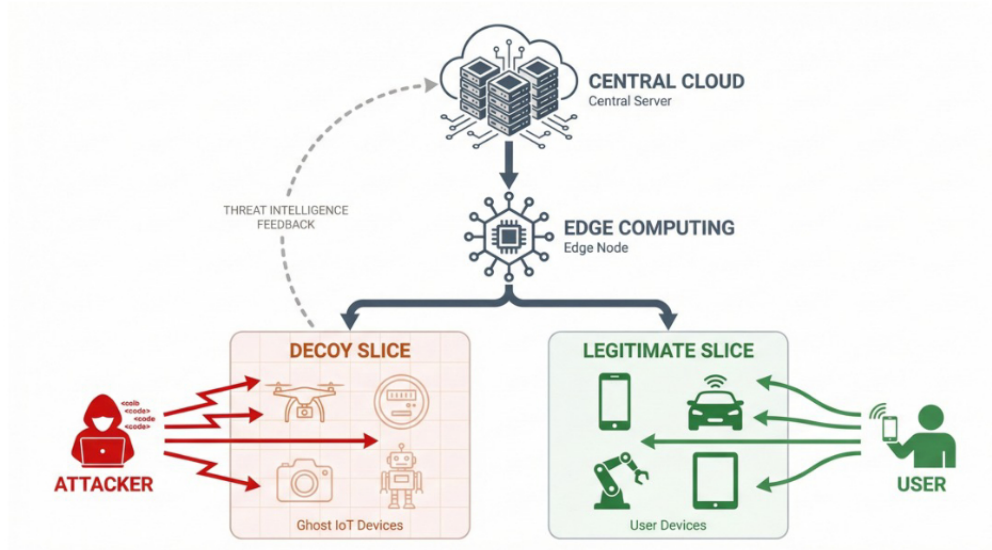 CENTRAL CLOUD
Central Server
THREAT INTELLIGENCE
FEEDBACK
EDGE COMPUTING
Edge Node
DECOY SLICE
LEGITIMATE SLICE
<code>
<code>
<code>
ATTACKER
USER
Ghost IoT Devices
User Devices